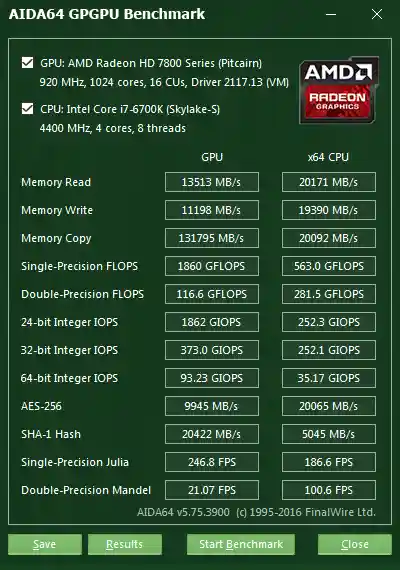 AIDA64 GPGPU Benchmark
GPU: AMD Radeon HD 7800 Series (Pitcairn)
920 MHz, 1024 cores, 16 CUs, Driver 2117.13 (VM)
CPU: Intel Core i7-6700K (Skylake-S)
4400 MHz, 4 cores, 8 threads
AMD
RADEON
GRAPHICS
GPU x64 CPU
Memory Read 13513 MB/s 20171 MB/s
Memory Write 11198 MB/s 19390 MB/s
Memory Copy 131795 MB/s 20092 MB/s
Single-Precision FLOPS 1860 GFLOPS 563.0 GFLOPS
Double-Precision FLOPS 116.6 GFLOPS 281.5 GFLOPS
24-bit Integer IOPS 1862 GIOPS 252.3 GIOPS
32-bit Integer IOPS 373.0 GIOPS 252.1 GIOPS
64-bit Integer IOPS 93.23 GIOPS 35.17 GIOPS
AES-256 9945 MB/s 20065 MB/s
SHA-1 Hash 20422 MB/s 5045 MB/s
Single-Precision Julia 246.8 FPS 186.6 FPS
Double-Precision Mandel 21.07 FPS 100.6 FPS
AIDA64 v5.75.3900 (c) 1995-2016 FinalWire Ltd.
Save Results Start Benchmark Close